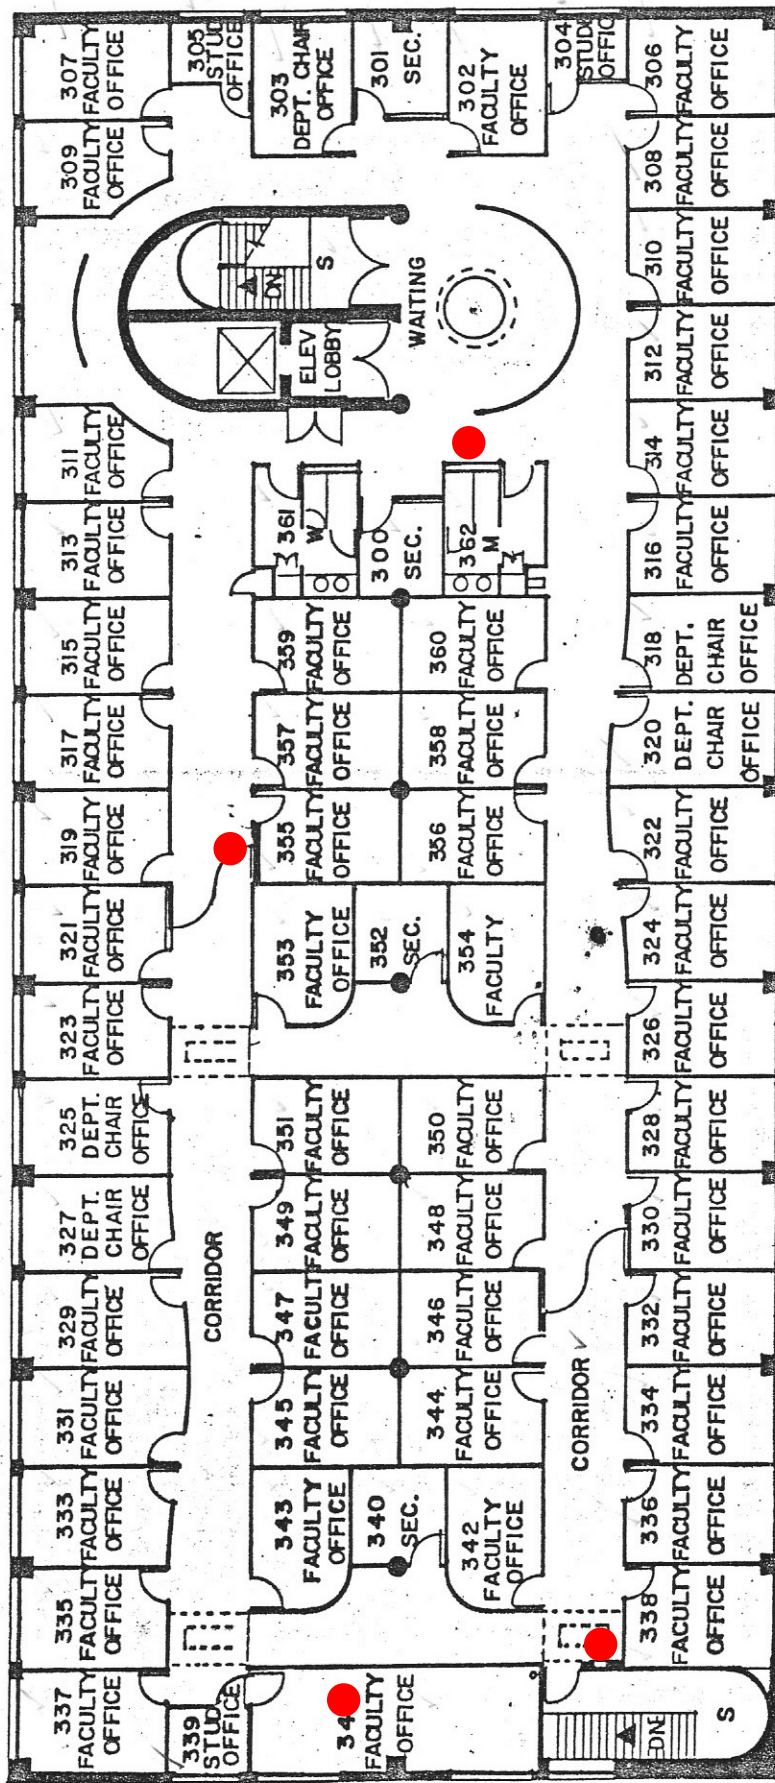 307
FACULTY
OFFICE
305
STUD
OFFICE
303
DEPT. CHAIR
OFFICE
301
SEC.
302
FACULTY
OFFICE
304
STUD
OFFIC
306
FACULTY
OFFICE
309
FACULTY
OFFICE
308
FACULTY
OFFICE
DN
S
WAITING
310
FACULTY
OFFICE
ELEV
LOBBY
312
FACULTY
OFFICE
311
FACULTY
OFFICE
314
FACULTY
OFFICE
313
FACULTY
OFFICE
361
W
300
SEC.
362
M
316
FACULTY
OFFICE
315
FACULTY
OFFICE
359
FACULTY
OFFICE
360
FACULTY
OFFICE
318
DEPT.
CHAIR
OFFICE
317
FACULTY
OFFICE
357
FACULTY
OFFICE
358
FACULTY
OFFICE
320
DEPT.
CHAIR
OFFICE
319
FACULTY
OFFICE
355
FACULTY
OFFICE
356
FACULTY
OFFICE
322
FACULTY
OFFICE
321
FACULTY
OFFICE
353
FACULTY
OFFICE
352
SEC.
354
FACULTY
324
FACULTY
OFFICE
323
FACULTY
OFFICE
326
FACULTY
OFFICE
325
DEPT.
CHAIR
OFFICE
351
FACULTY
OFFICE
350
FACULTY
OFFICE
328
FACULTY
OFFICE
327
DEPT.
CHAIR
OFFICE
349
FACULTY
OFFICE
348
FACULTY
OFFICE
330
FACULTY
OFFICE
329
FACULTY
OFFICE
CORRIDOR
347
FACULT
OFFICE
346
FACULTY
OFFICE
332
FACULTY
OFFICE
331
FACULTY
OFFICE
345
FACULTY
OFFICE
344
FACULTY
OFFICE
CORRIDOR
334
FACULTY
OFFICE
333
FACULTY
OFFICE
343
FACULTY
OFFICE
340
SEC.
342
FACULTY
OFFICE
336
FACULTY
OFFICE
335
FACULTY
OFFICE
338
FACULTY
OFFICE
337
FACULTY
OFFICE
339
STUD
OFFICE
34
FACULTY
OFFICE
DN
S